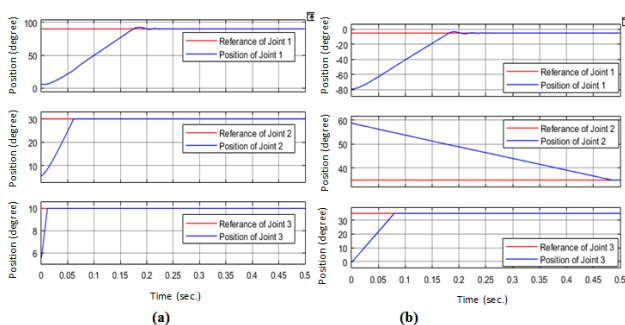 Position (degree)
100
50
0
Referance of Joint 1
Position of Joint 1
Position (degree)
30
20
10
Referance of Joint 2
Position of Joint 2
Position (degree)
10
8
6
Referance of Joint 3
Position of Joint 3
0 0.05 0.1 0.15 0.2 0.25 0.3 0.35 0.4 0.45 0.5
Time (sec.)
(a)
Position (degree)
0
-20
-40
-60
-80
Referance of Joint 1
Position of Joint 1
Position (degree)
60
50
40
Referance of Joint 2
Position of Joint 2
Position (degree)
30
20
10
0
Referance of Joint 3
Position of Joint 3
0 0.05 0.1 0.15 0.2 0.25 0.3 0.35 0.4 0.45 0.5
Time (sec.)
(b)